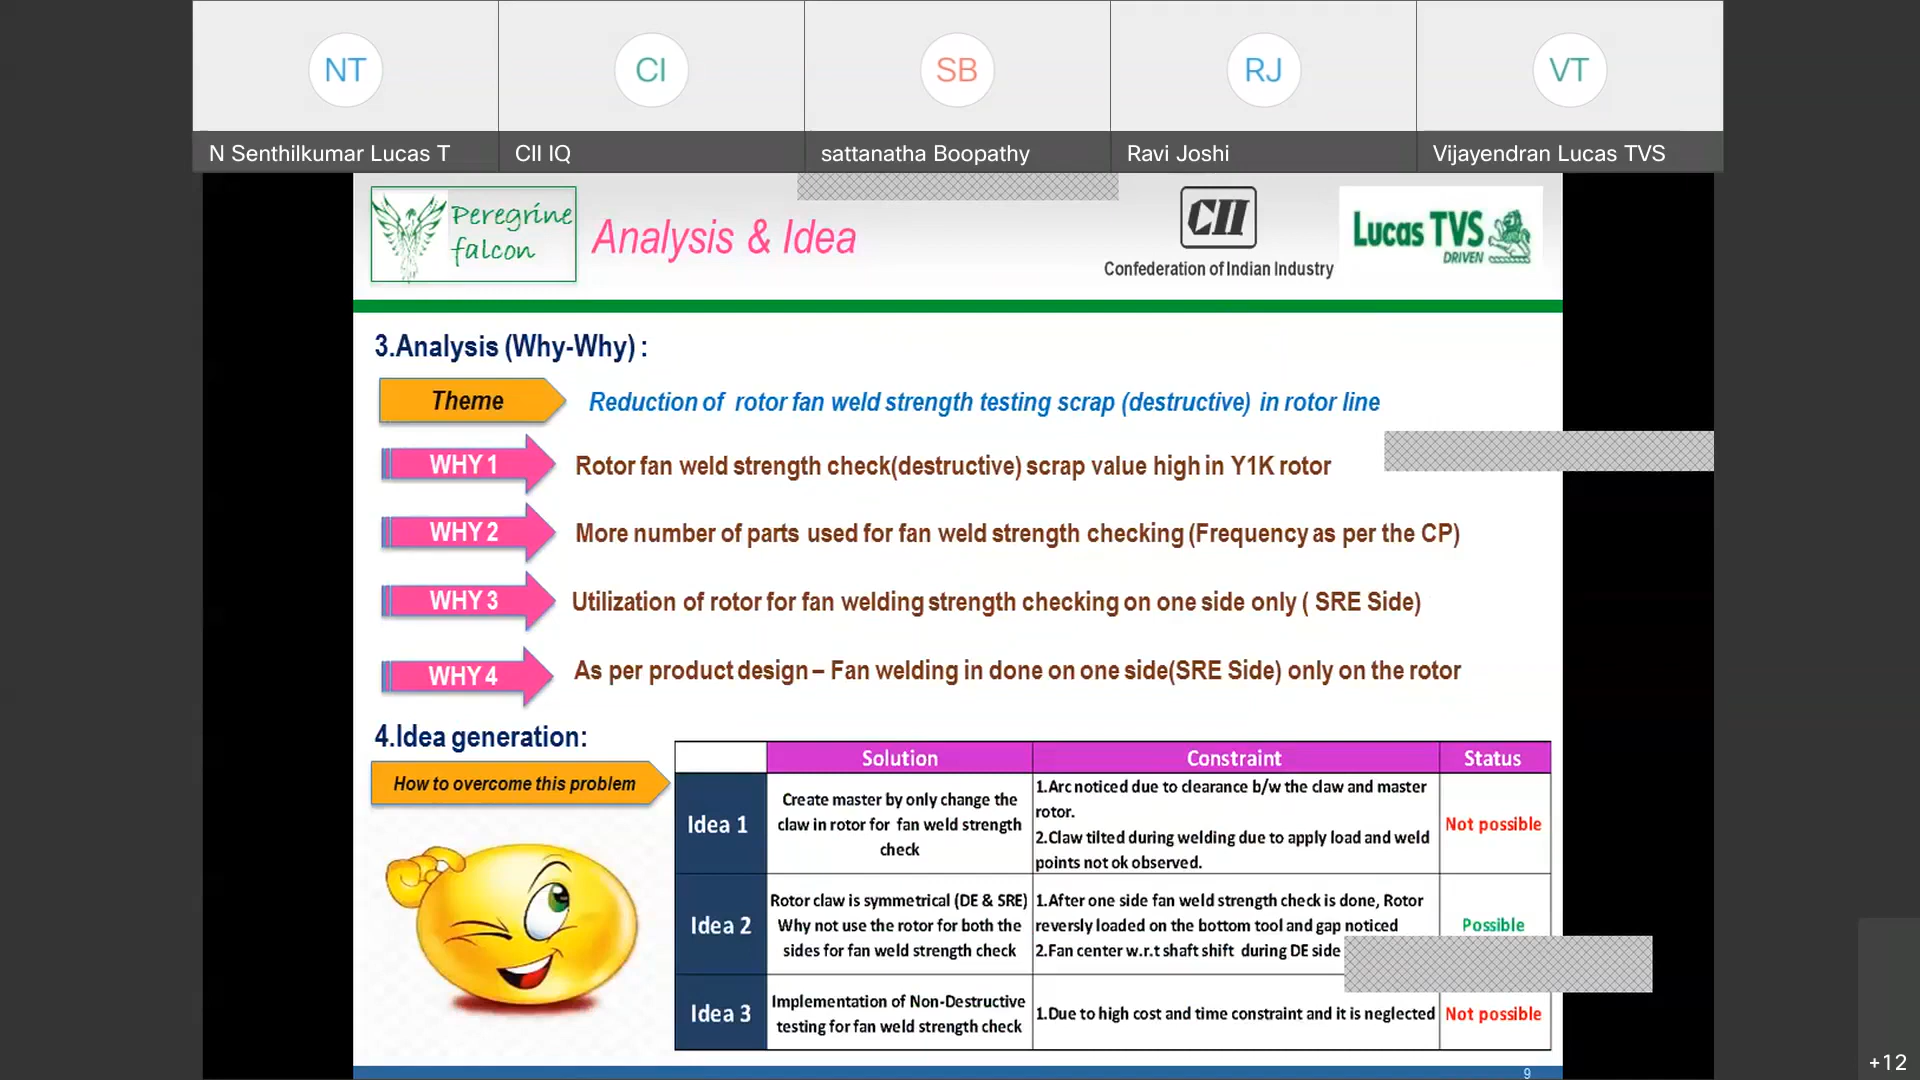 NT
CI
SB
RJ
VT
N Senthilkumar Lucas T
CII IQ
sattanatha Boopathy
Ravi Joshi
Vijayendran Lucas TVS
Peregrine
falcon
Analysis & Idea
CII
Confederation of Indian Industry
Lucas TVS
DRIVEN
3.Analysis (Why-Why) :
Theme
Reduction of rotor fan weld strength testing scrap (destructive) in rotor line
WHY 1
Rotor fan weld strength check(destructive) scrap value high in Y1K rotor
WHY 2
More number of parts used for fan weld strength checking (Frequency as per the CP)
WHY 3
Utilization of rotor for fan welding strength checking on one side only ( SRE Side)
WHY 4
As per product design – Fan welding in done on one side(SRE Side) only on the rotor
4.Idea generation:
How to overcome this problem
Solution
Constraint
Status
Idea 1
Create master by only change the
claw in rotor for fan weld strength
check
1.Arc noticed due to clearance b/w the claw and master
rotor.
2.Claw tilted during welding due to apply load and weld
points not ok observed.
Not possible
Idea 2
Rotor claw is symmetrical (DE & SRE)
Why not use the rotor for both the
sides for fan weld strength check
1.After one side fan weld strength check is done, Rotor
reversly loaded on the bottom tool and gap noticed
2.Fan center w.r.t shaft shift during DE side
Possible
Idea 3
Implementation of Non-Destructive
testing for fan weld strength check
1.Due to high cost and time constraint and it is neglected
Not possible
9
+12